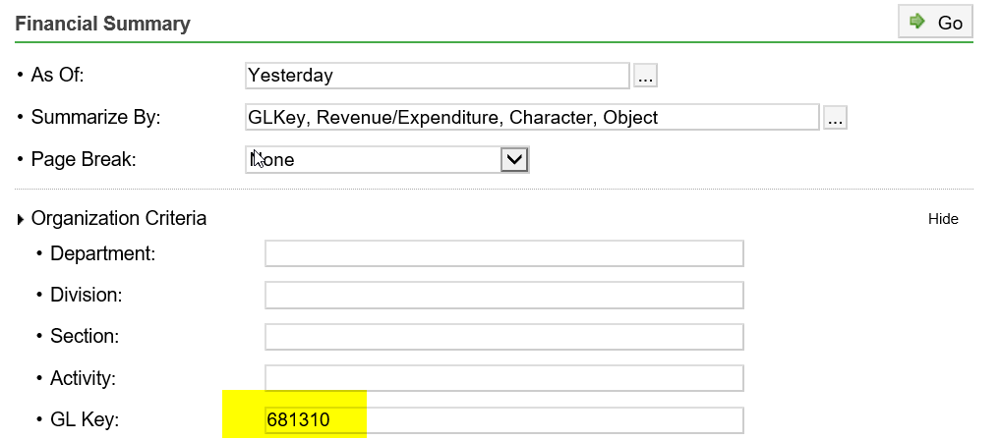 Financial Summary
Go
• As Of: Yesterday ...
• Summarize By: GLKey, Revenue/Expenditure, Character, Object ...
• Page Break: None
Organization Criteria Hide
• Department:
• Division:
• Section:
• Activity:
• GL Key: 681310